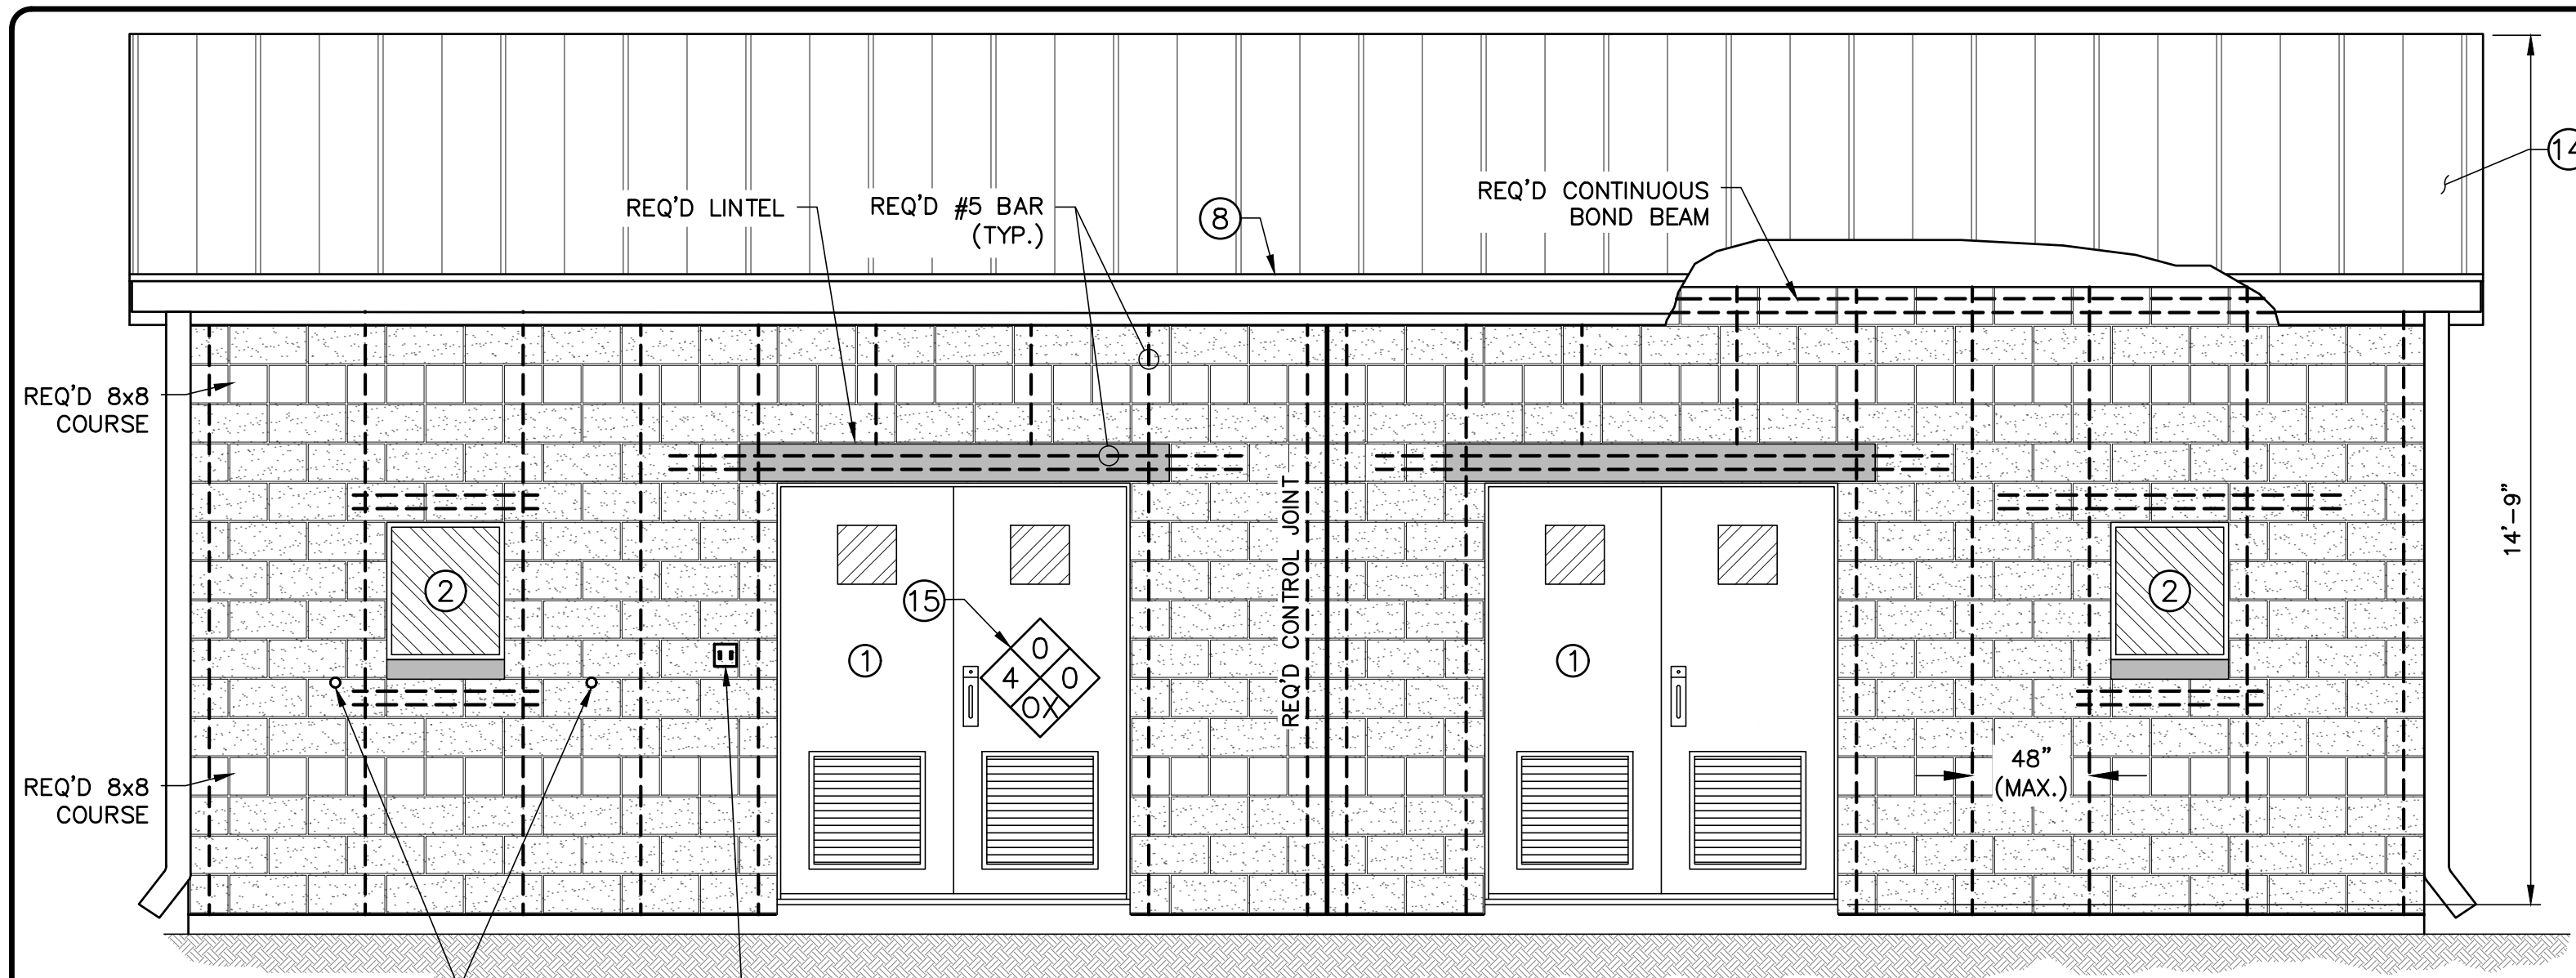 14
REQ'D LINTEL
REQ'D #5 BAR
(TYP.)
8
REQ'D CONTINUOUS
BOND BEAM
REQ'D 8x8
COURSE
14'-9"
REQ'D CONTROL JOINT
2
15
1
0
4
0
OX
1
2
REQ'D 8x8
COURSE
48"
(MAX.)